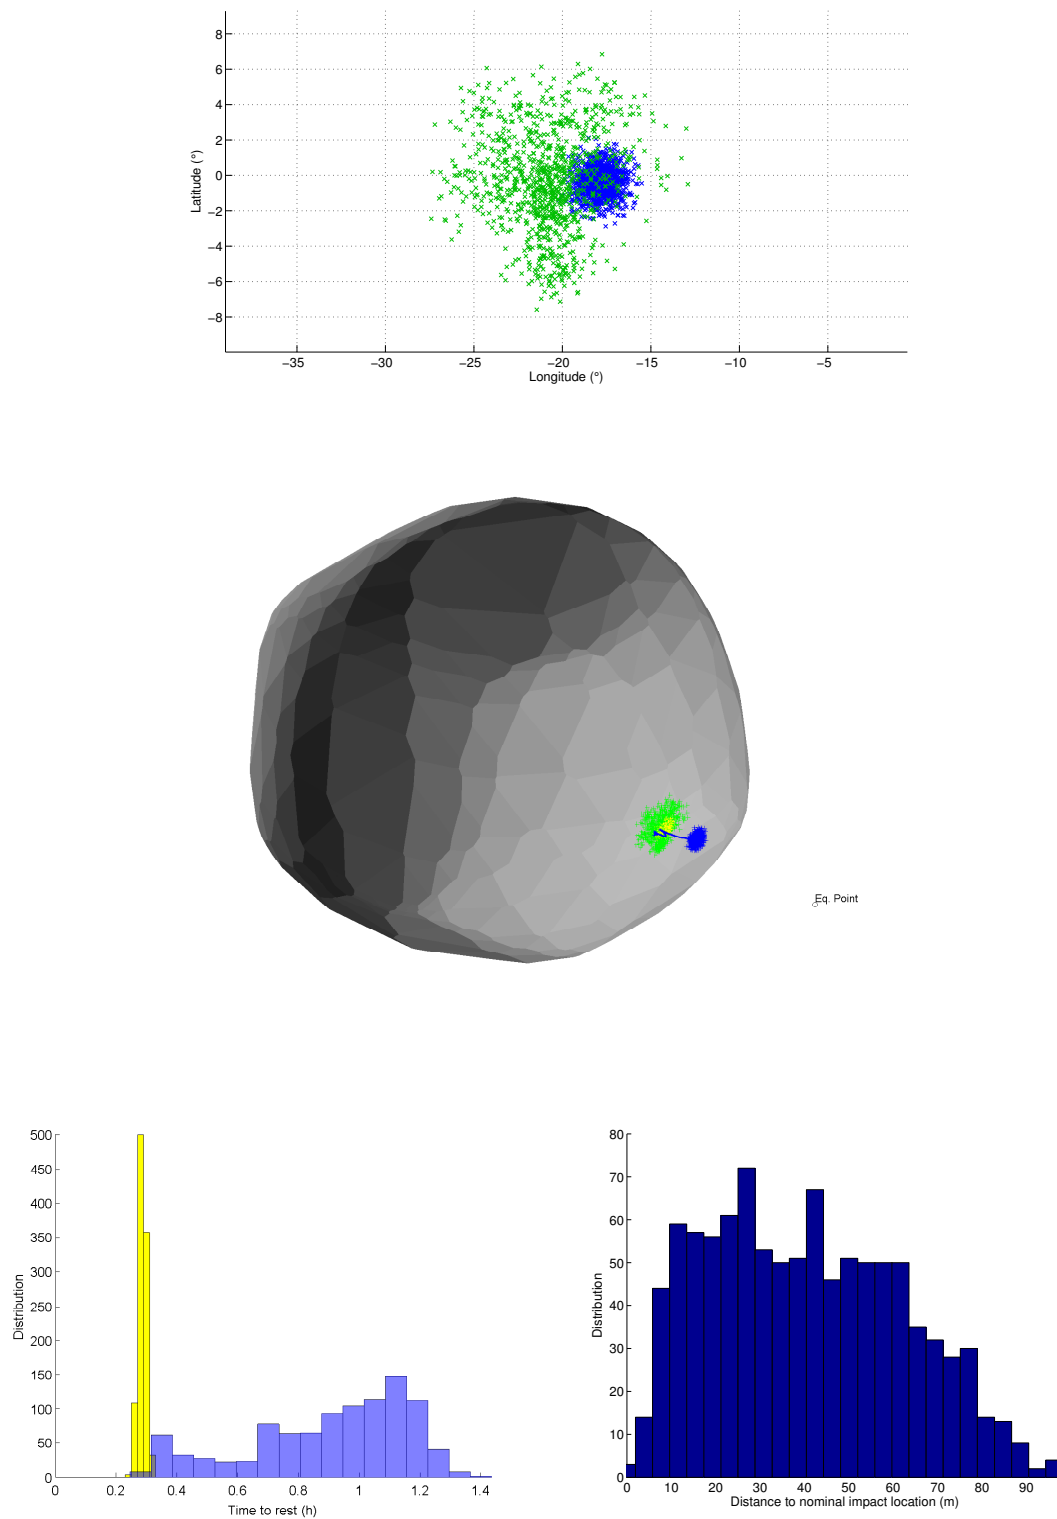 8
6
4
2
0
−2
−4
−6
−8
Latitude (°)
−35 −30 −25 −20 −15 −10 −5
Longitude (°)
Eq. Point
500
450
400
350
300
250
200
150
100
50
0
Distribution
0 0.2 0.4 0.6 0.8 1 1.2 1.4
Time to rest (h)
80
70
60
50
40
30
20
10
0
Distribution
0 10 20 30 40 50 60 70 80 90
Distance to nominal impact location (m)